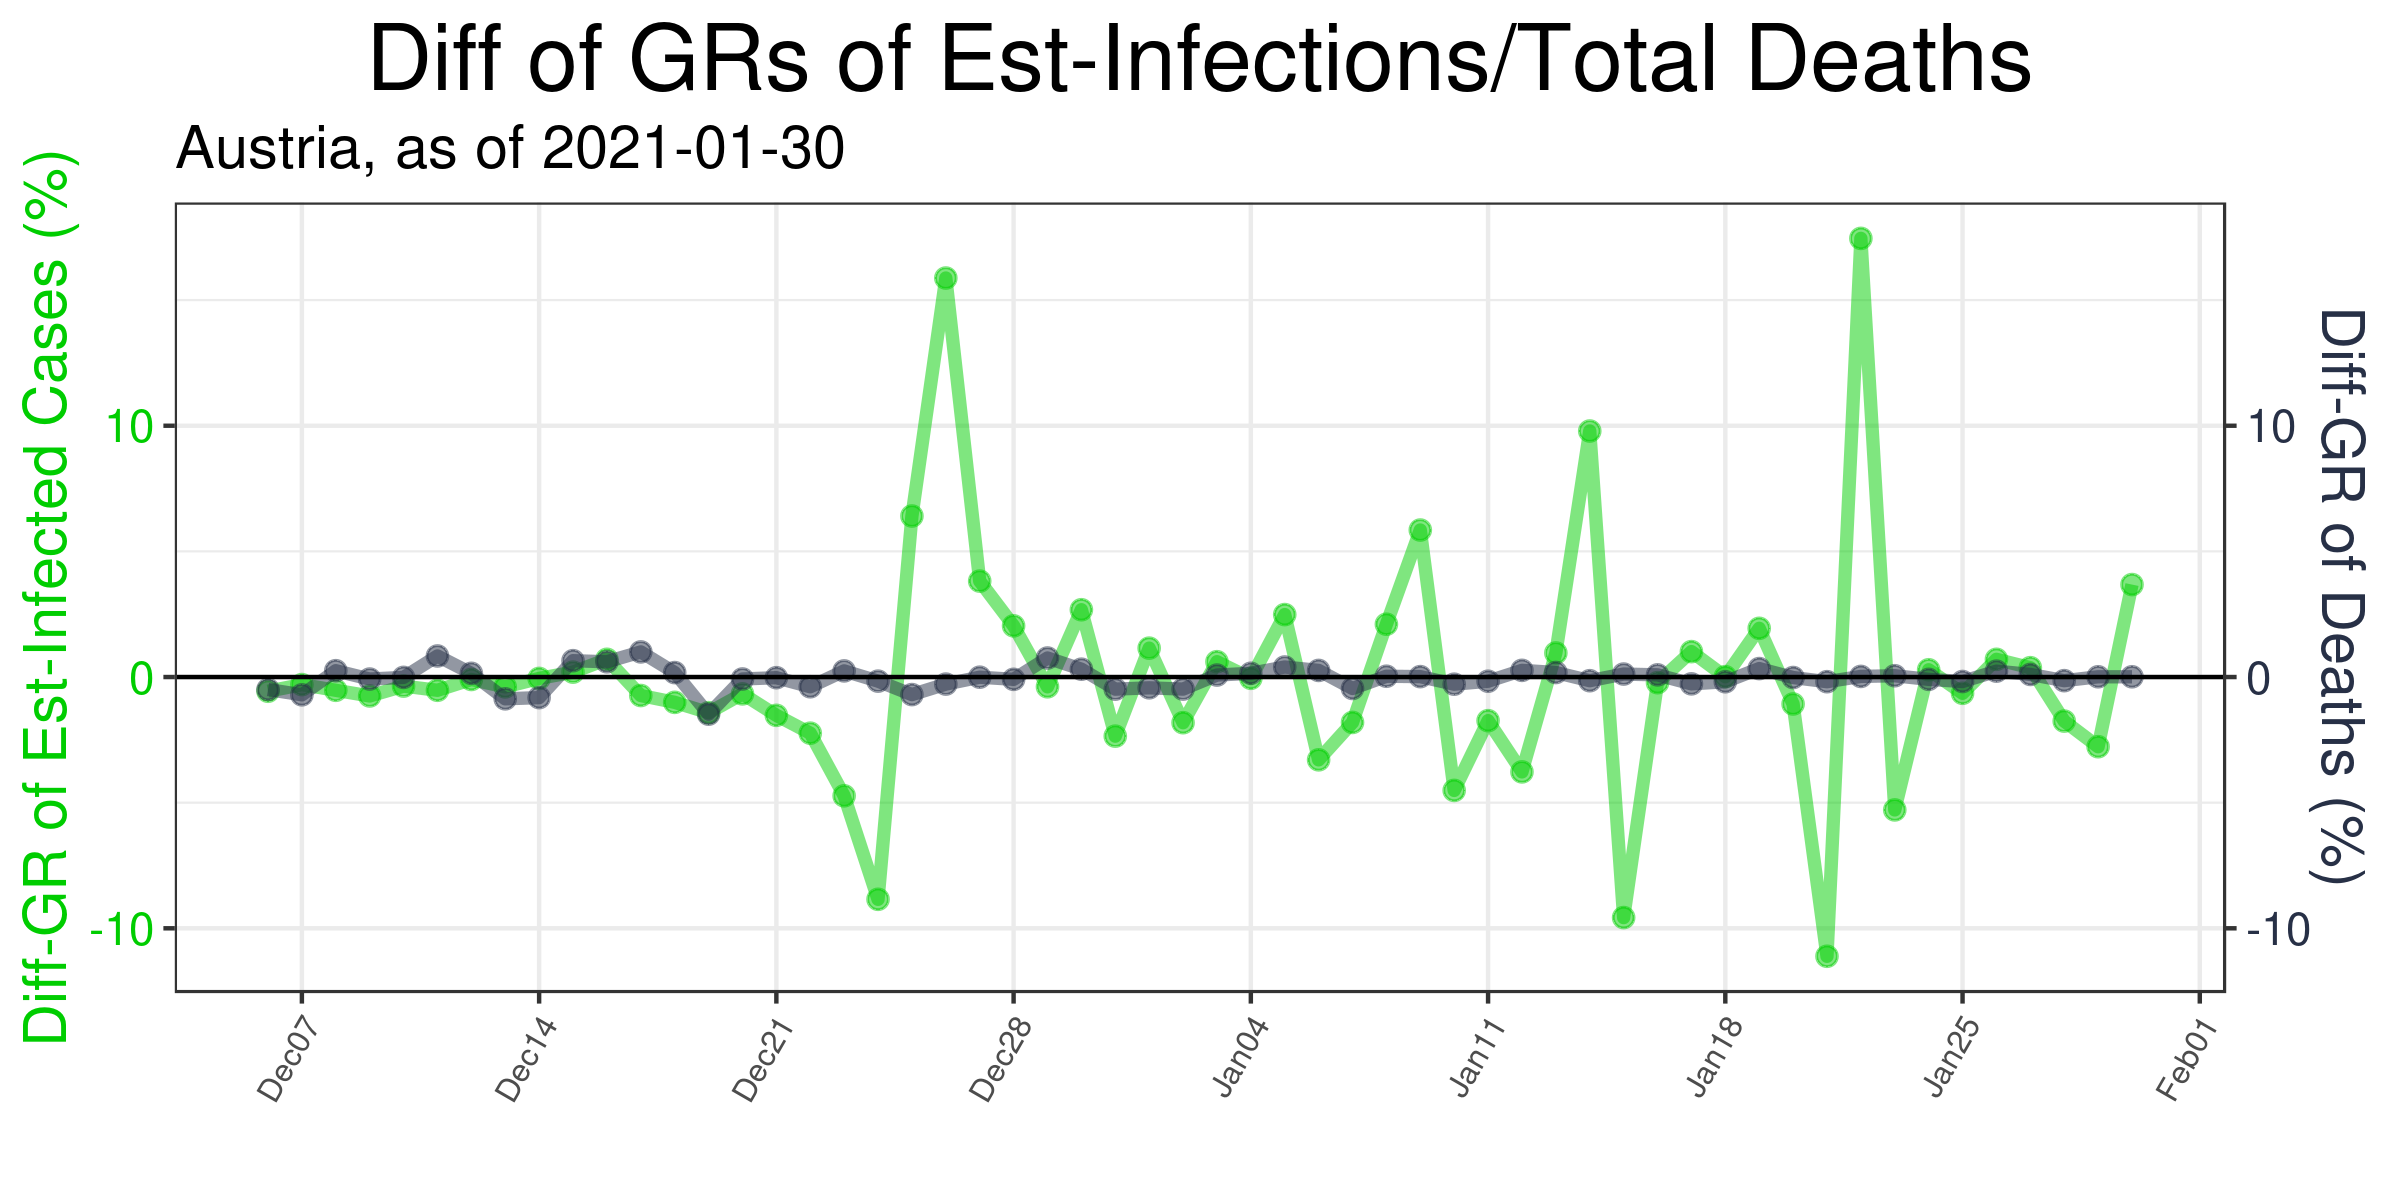 Diff of GRs of Est-Infections/Total Deaths
Austria, as of 2021-01-30
Diff-GR of Est-Infected Cases (%)
10
0
-10
10
0
-10
Diff-GR of Deaths (%)
Dec07
Dec14
Dec21
Dec28
Jan04
Jan11
Jan18
Jan25
Feb01